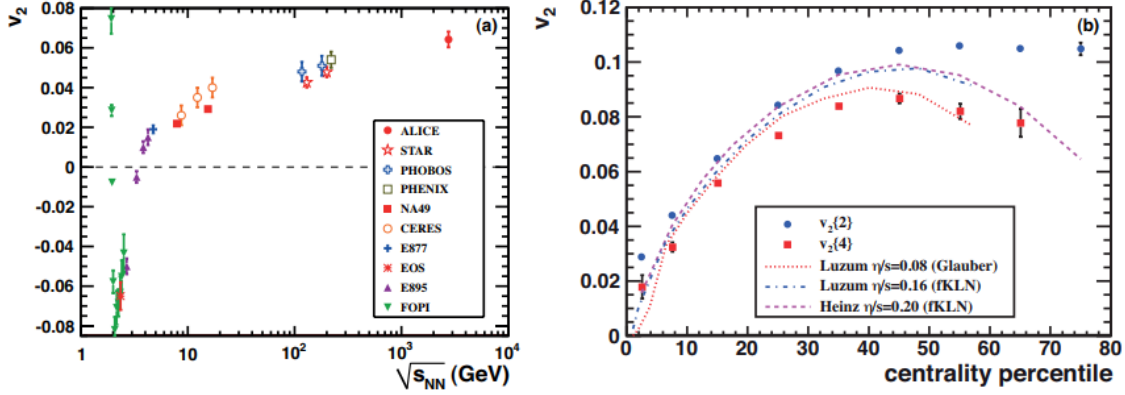 v₂
0.08
0.06
0.04
0.02
0
-0.02
-0.04
-0.06
-0.08
(a)
ALICE
STAR
PHOBOS
PHENIX
NA49
CERES
E877
EOS
E895
FOPI
1 10 10² 10³ 10⁴
√s_NN (GeV)
v₂
0.12
0.1
0.08
0.06
0.04
0.02
0
(b)
v₂{2}
v₂{4}
Luzum η/s=0.08 (Glauber)
Luzum η/s=0.16 (fKLN)
Heinz η/s=0.20 (fKLN)
0 10 20 30 40 50 60 70 80
centrality percentile